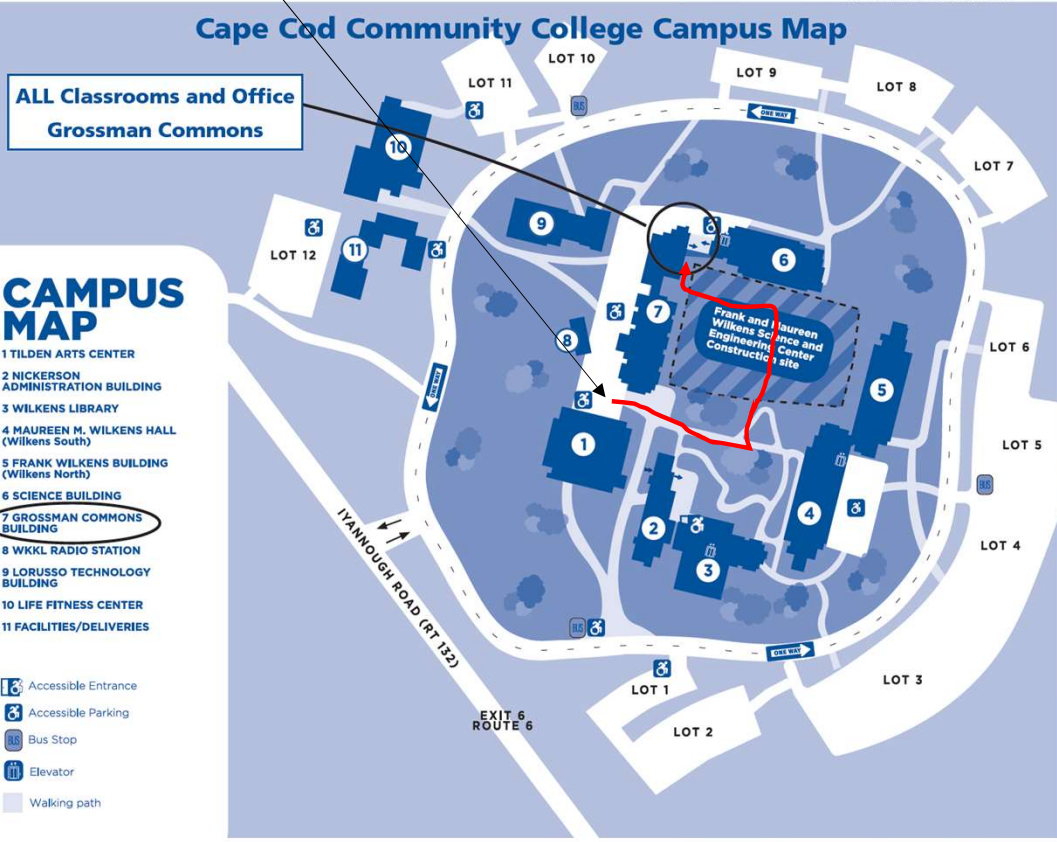 Cape Cod Community College Campus Map
ALL Classrooms and Office
Grossman Commons
LOT 11
LOT 10
LOT 9
LOT 8
LOT 7
LOT 12
LOT 6
LOT 5
LOT 4
LOT 3
LOT 2
LOT 1
BUS
ONE WAY
10
11
9
6
7
8
Frank and Maureen
Wilkens Science and
Engineering Center
Construction site
5
ONE WAY
1
BUS
4
2
3
BUS
ONE WAY
IYANNOUGH ROAD (RT 132)
EXIT 6
ROUTE 6
CAMPUS
MAP
1 TILDEN ARTS CENTER
2 NICKERSON
ADMINISTRATION BUILDING
3 WILKENS LIBRARY
4 MAUREEN M. WILKENS HALL
(Wilkens South)
5 FRANK WILKENS BUILDING
(Wilkens North)
6 SCIENCE BUILDING
7 GROSSMAN COMMONS
BUILDING
8 WKKL RADIO STATION
9 LORUSSO TECHNOLOGY
BUILDING
10 LIFE FITNESS CENTER
11 FACILITIES/DELIVERIES
Accessible Entrance
Accessible Parking
BUS Bus Stop
Elevator
Walking path